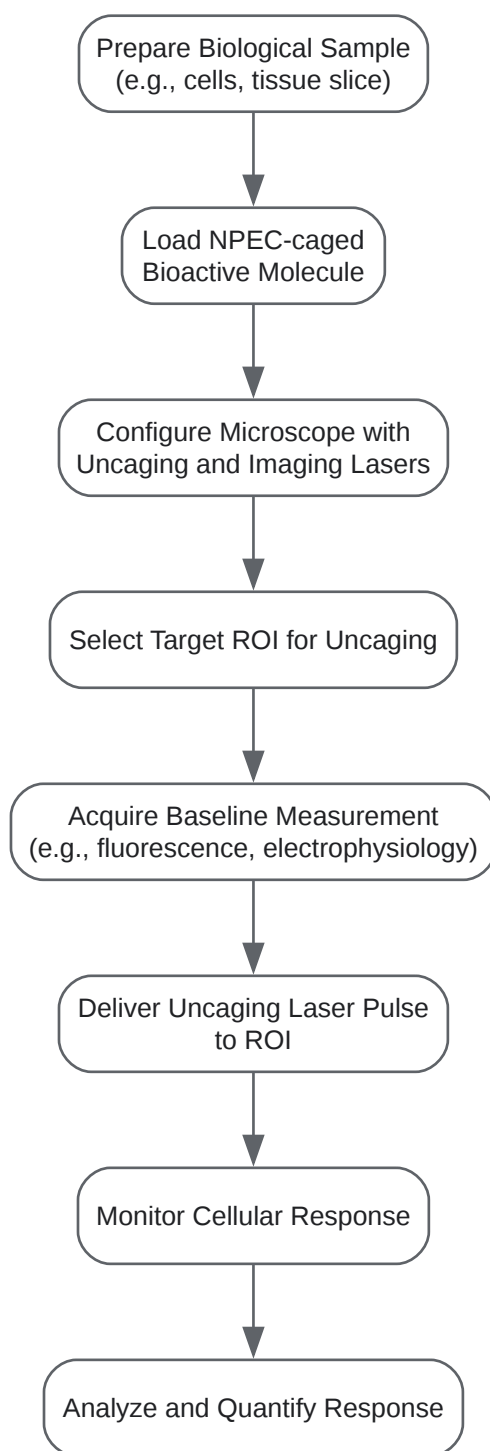 Prepare Biological Sample
(e.g., cells, tissue slice)
Load NPEC-caged
Bioactive Molecule
Configure Microscope with
Uncaging and Imaging Lasers
Select Target ROI for Uncaging
Acquire Baseline Measurement
(e.g., fluorescence, electrophysiology)
Deliver Uncaging Laser Pulse
to ROI
Monitor Cellular Response
Analyze and Quantify Response